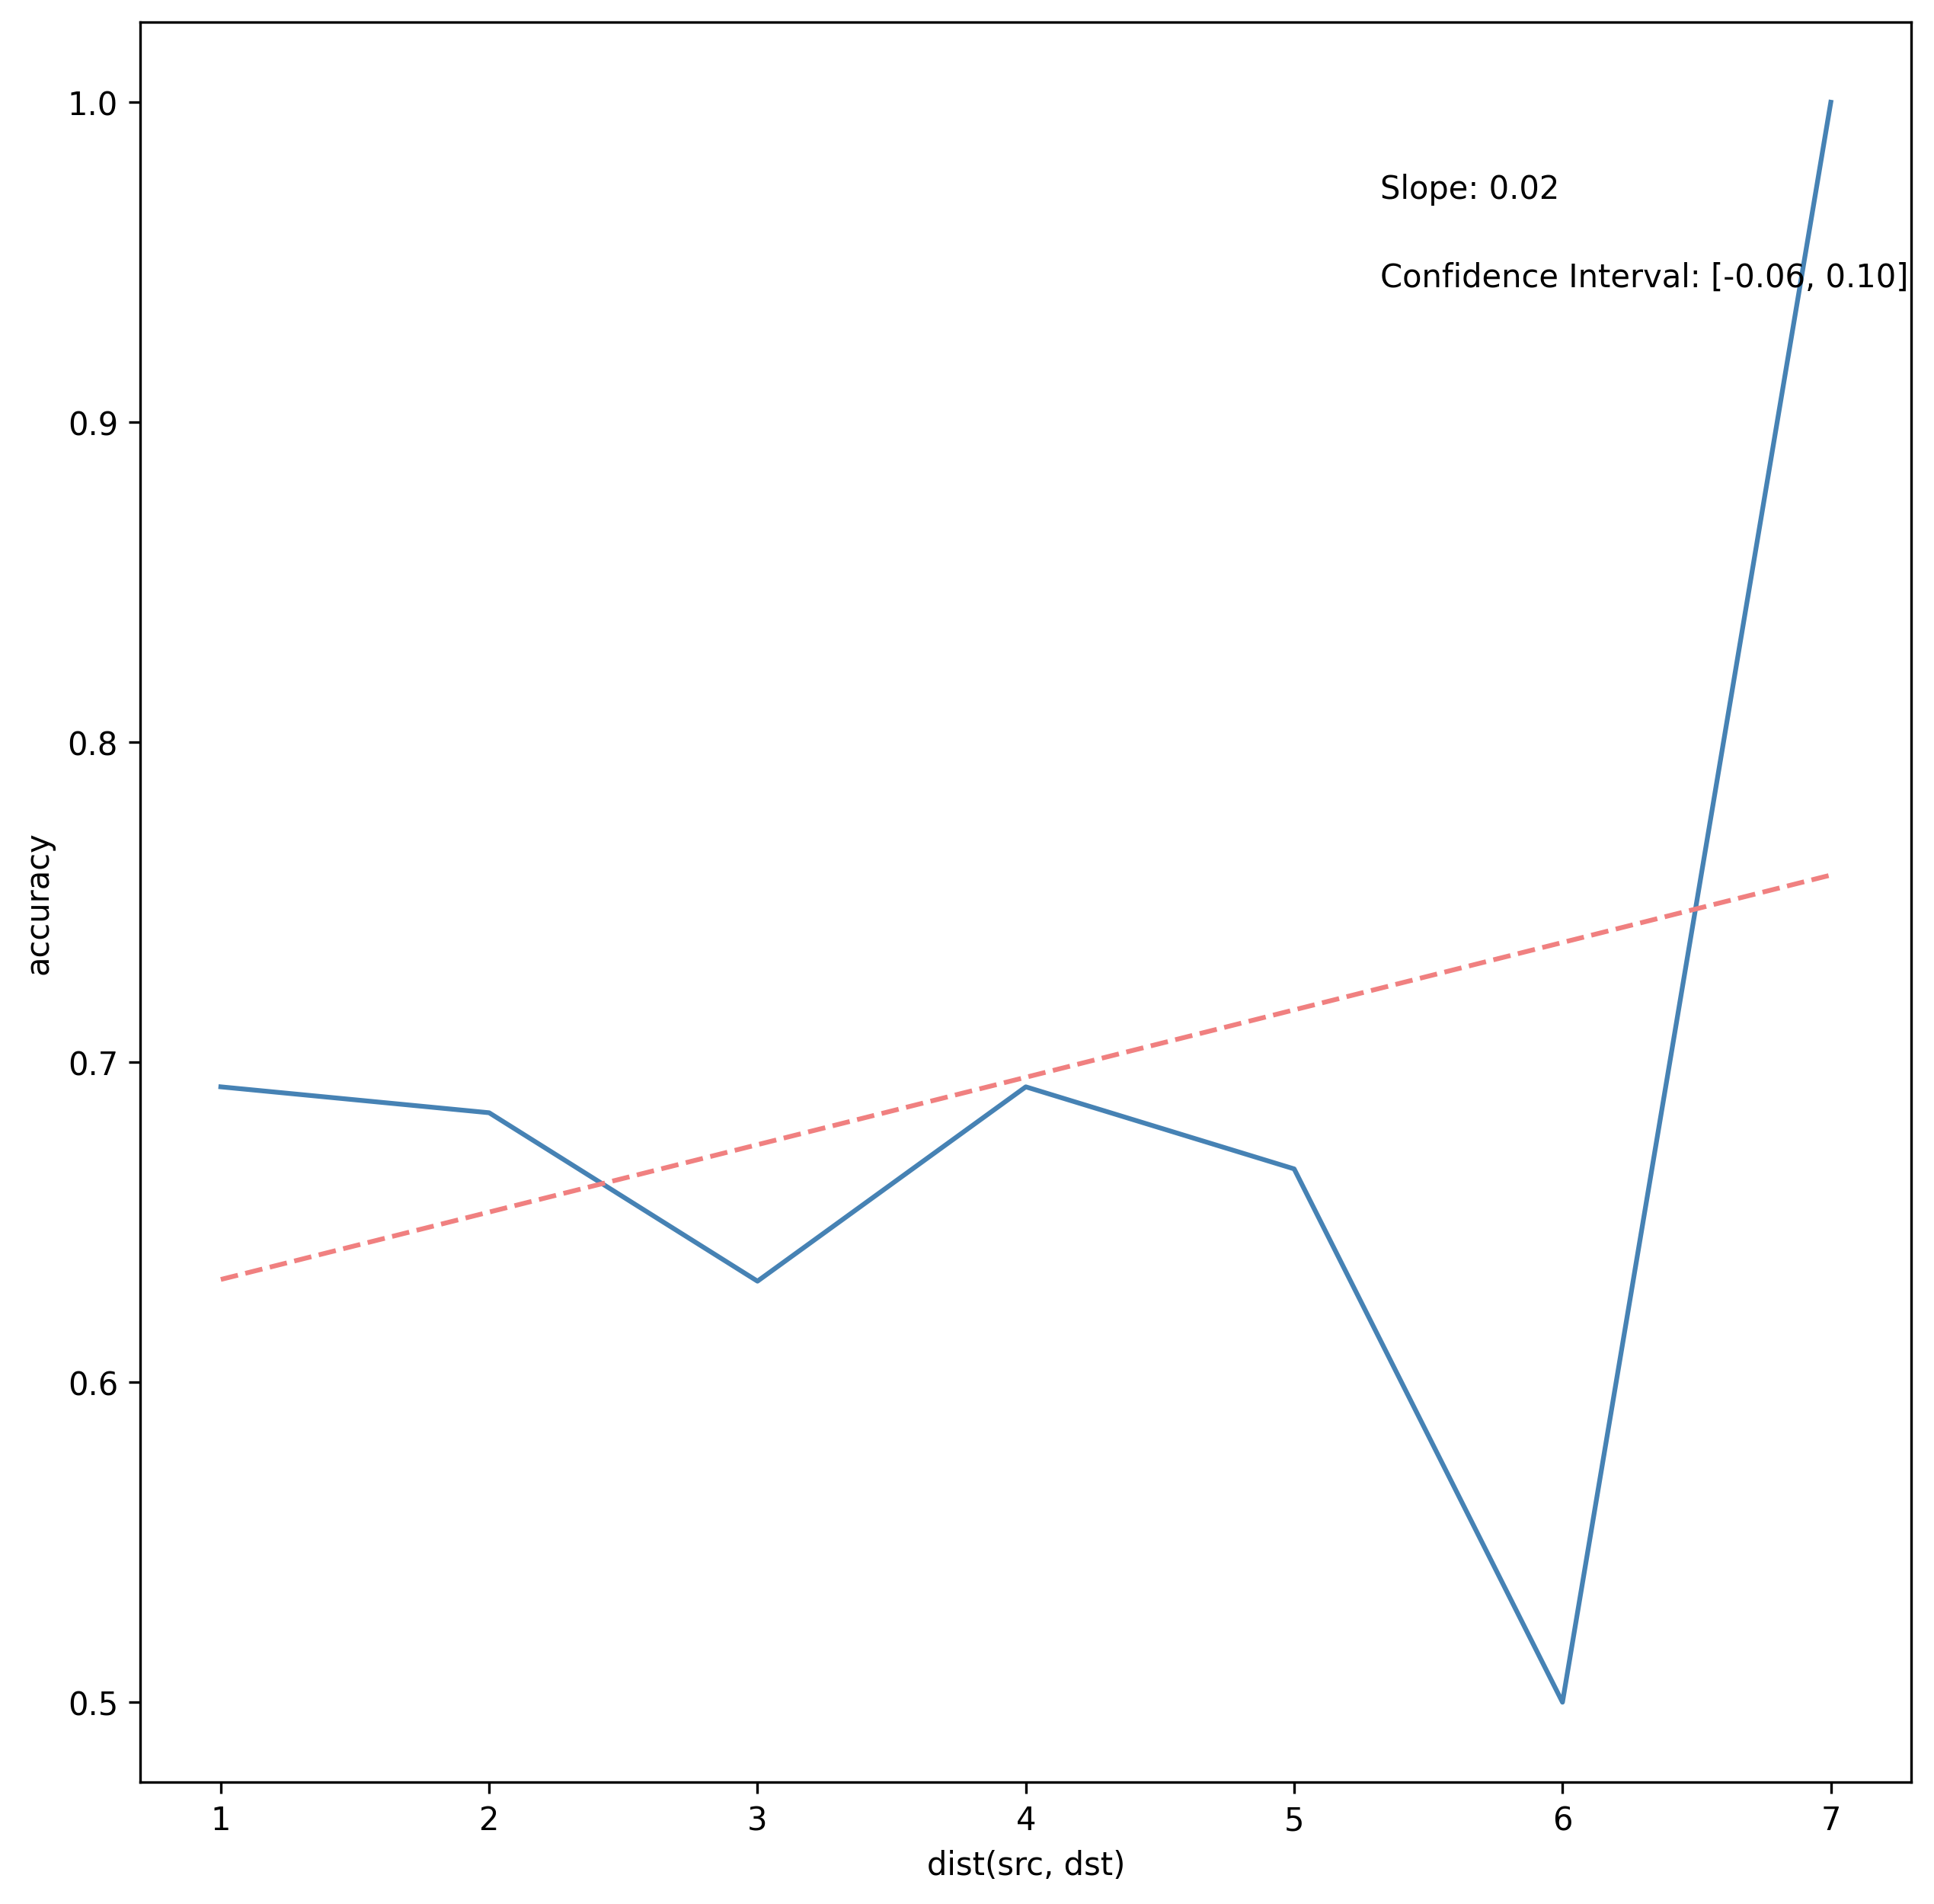 1.0
Slope: 0.02
Confidence Interval: [-0.06, 0.10]
0.9
0.8
accuracy
0.7
0.6
0.5
1 2 3 4 5 6 7
dist(src, dst)